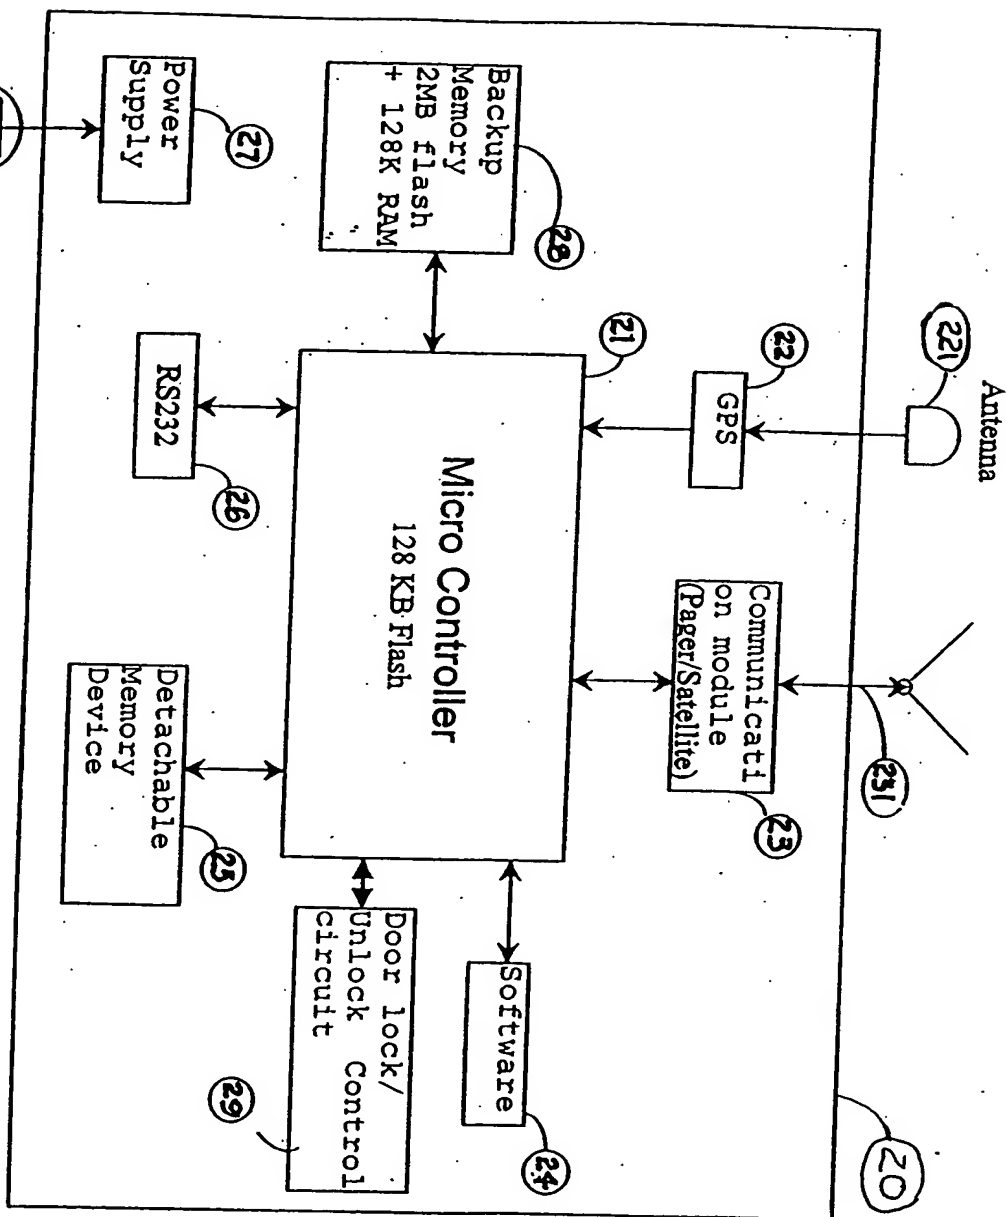 Antenna
221
20
22
GPS
Communicati
on module
(Pager/Satellite)
231
23
21
Backup
Memory
2MB flash
+ 128K RAM
28
Micro Controller
128 KB Flash
Software
24
Door lock/
Unlock Control
circuit
29
Power
Supply
27
RS232
26
Detachable
Memory
Device
25